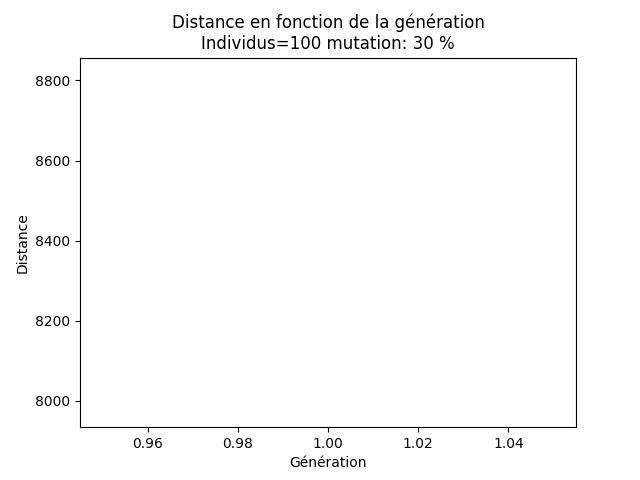 Distance en fonction de la génération
Individus=100 mutation: 30 %
8800
8600
8400
8200
8000
Distance
0.96
0.98
1.00
1.02
1.04
Génération